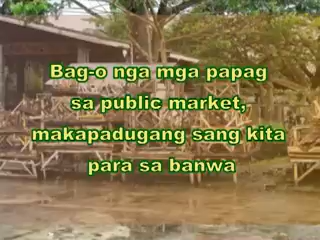 Bag-o nga mga papag
sa public market,
makapadugang sang kita
para sa banwa